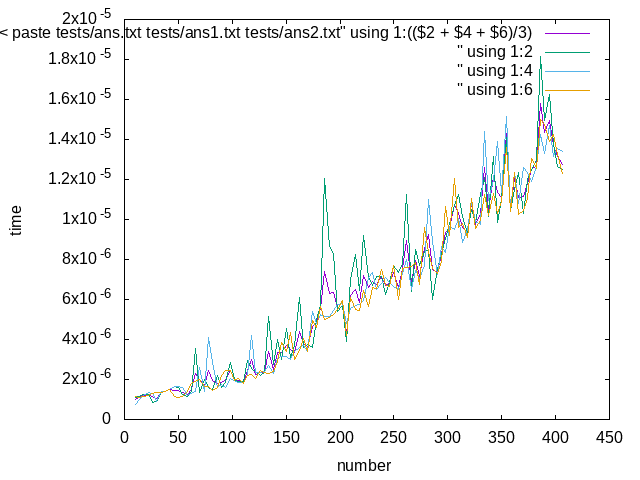 2x10-5
< paste tests/ans.txt tests/ans1.txt tests/ans2.txt" using 1:(($2 + $4 + $6)/3)
'' using 1:2
'' using 1:4
'' using 1:6
1.8x10-5
1.6x10-5
1.4x10-5
1.2x10-5
1x10-5
8x10-6
6x10-6
4x10-6
2x10-6
0
time
0 50 100 150 200 250 300 350 400 450
number